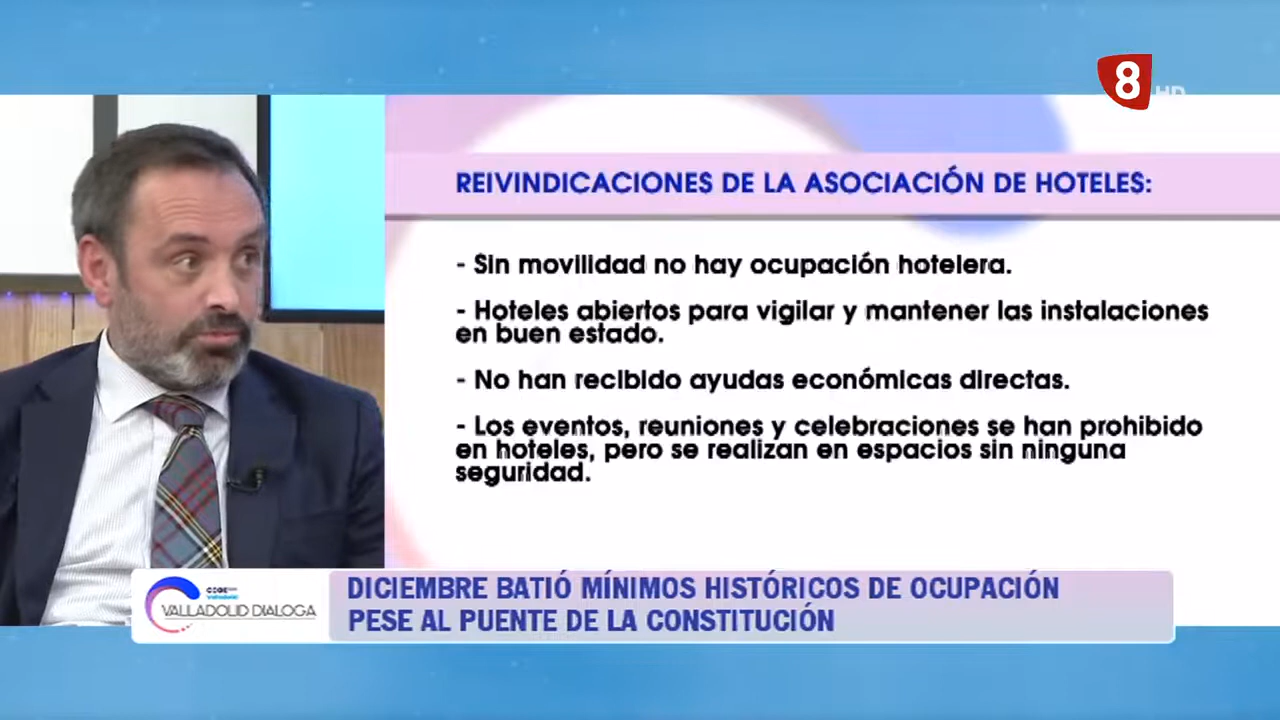 8
HD
REIVINDICACIONES DE LA ASOCIACIÓN DE HOTELES:
- Sin movilidad no hay ocupación hotelera.
- Hoteles abiertos para vigilar y mantener las instalaciones
en buen estado.
- No han recibido ayudas económicas directas.
- Los eventos, reuniones y celebraciones se han prohibido
en hoteles, pero se realizan en espacios sin ninguna
seguridad.
VALLADOLID DIALOGA
DICIEMBRE BATIÓ MÍNIMOS HISTÓRICOS DE OCUPACIÓN
PESE AL PUENTE DE LA CONSTITUCIÓN